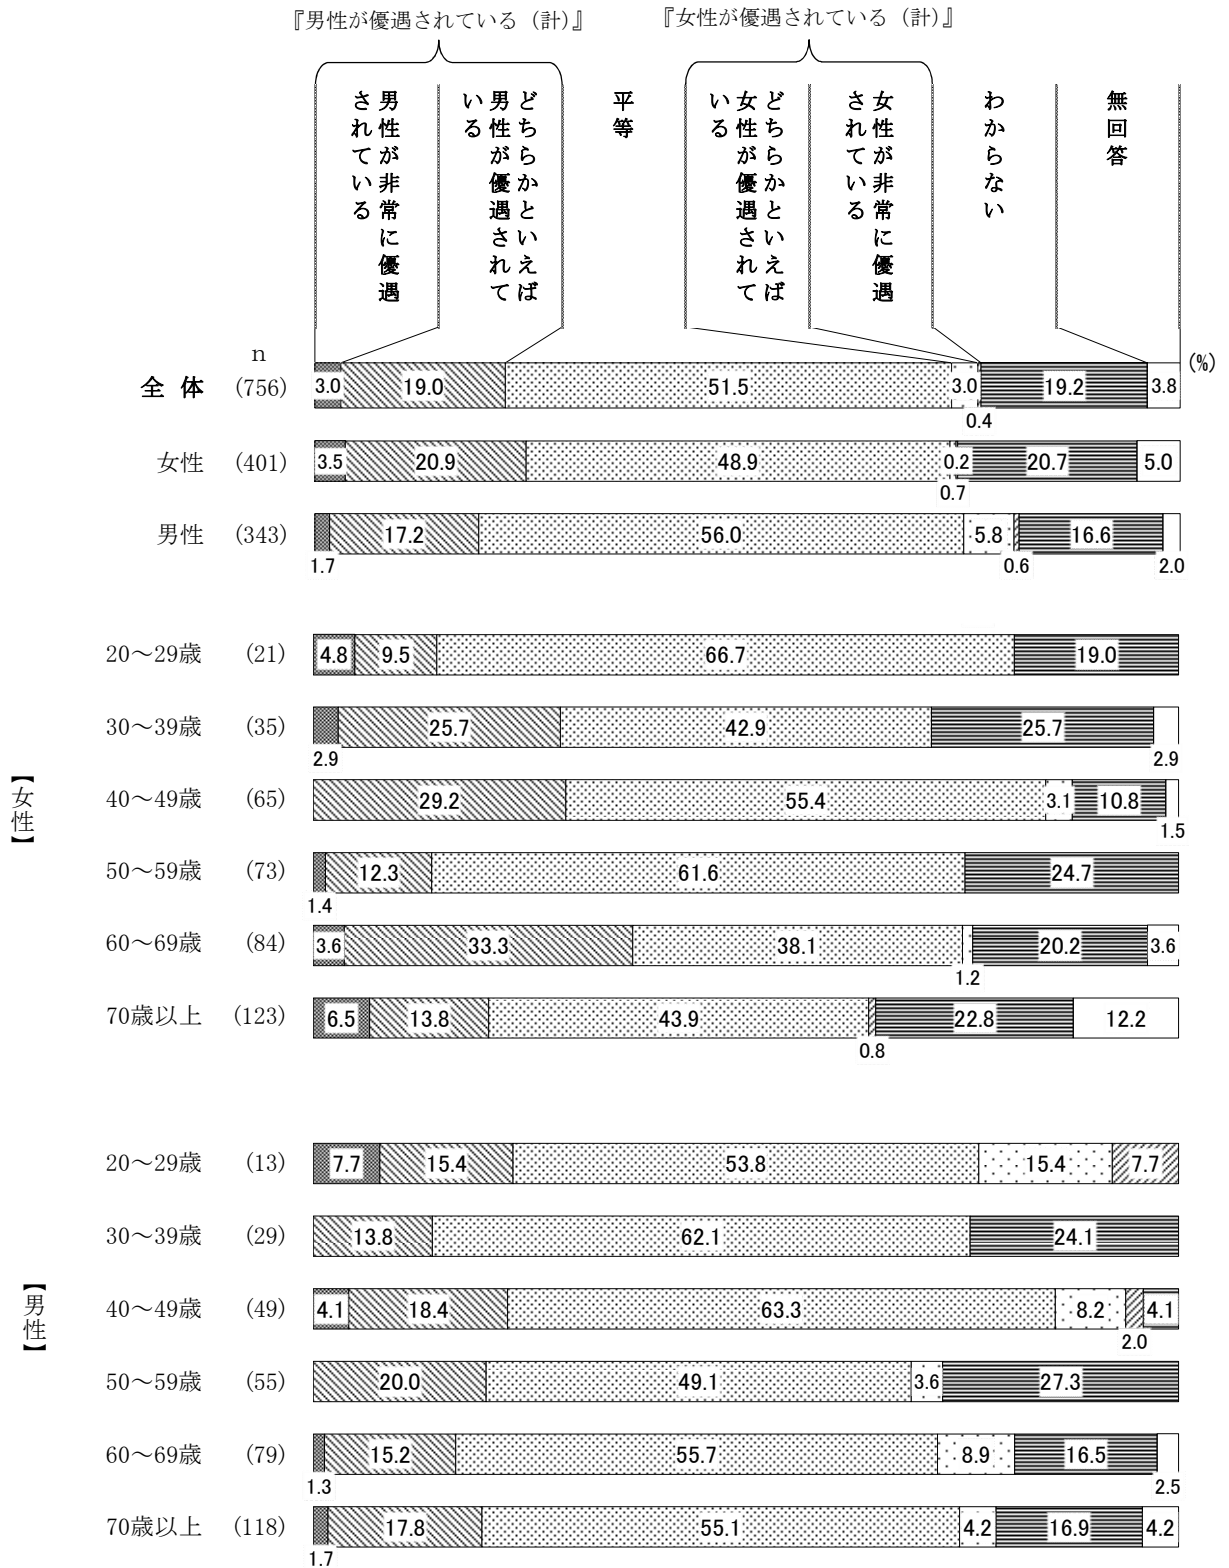 『男性が優遇されている（計）』
『女性が優遇されている（計）』
男性が非常に優遇
されている
どちらかといえば
男性が優遇されて
いる
平等
どちらかといえば
女性が優遇されて
いる
女性が非常に優遇
されている
わからない
無回答
n
(%)
全 体 (756) 3.0 19.0 51.5 3.0 19.2 3.8
0.4
女性 (401) 3.5 20.9 48.9 0.2 20.7 5.0
0.7
男性 (343) 17.2 56.0 5.8 16.6
1.7 0.6 2.0
【女性】
20～29歳 (21) 4.8 9.5 66.7 19.0
30～39歳 (35) 25.7 42.9 25.7
2.9 2.9
40～49歳 (65) 29.2 55.4 3.1 10.8
1.5
50～59歳 (73) 12.3 61.6 24.7
1.4
60～69歳 (84) 3.6 33.3 38.1 20.2 3.6
1.2
70歳以上 (123) 6.5 13.8 43.9 22.8 12.2
0.8
【男性】
20～29歳 (13) 7.7 15.4 53.8 15.4 7.7
30～39歳 (29) 13.8 62.1 24.1
40～49歳 (49) 4.1 18.4 63.3 8.2 4.1
2.0
50～59歳 (55) 20.0 49.1 3.6 27.3
60～69歳 (79) 15.2 55.7 8.9 16.5
1.3 2.5
70歳以上 (118) 17.8 55.1 4.2 16.9 4.2
1.7